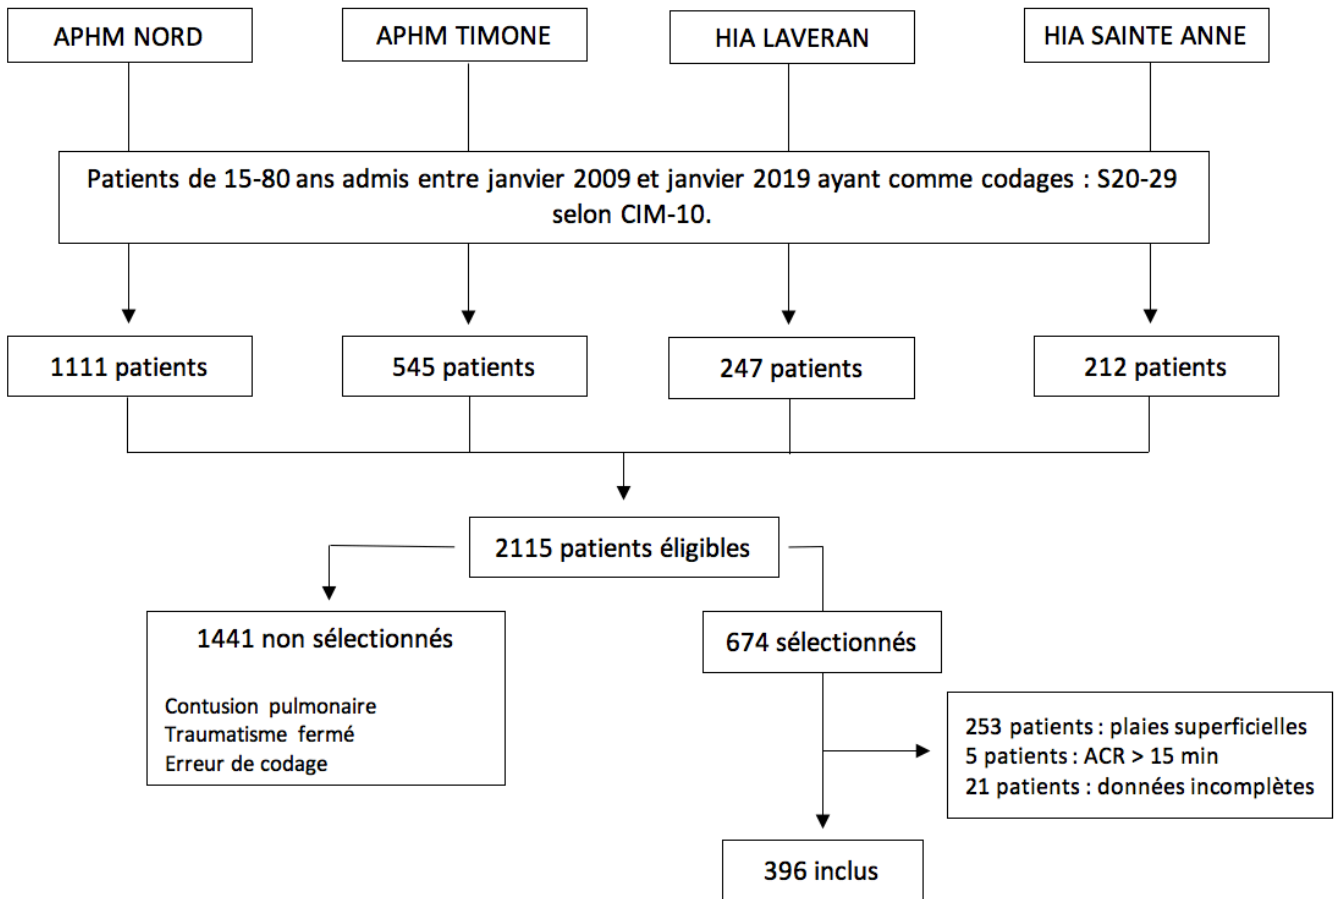 APHM NORD
APHM TIMONE
HIA LAVERAN
HIA SAINTE ANNE
Patients de 15-80 ans admis entre janvier 2009 et janvier 2019 ayant comme codages : S20-29
selon CIM-10.
1111 patients
545 patients
247 patients
212 patients
2115 patients éligibles
1441 non sélectionnés
Contusion pulmonaire
Traumatisme fermé
Erreur de codage
674 sélectionnés
253 patients : plaies superficielles
5 patients : ACR > 15 min
21 patients : données incomplètes
396 inclus